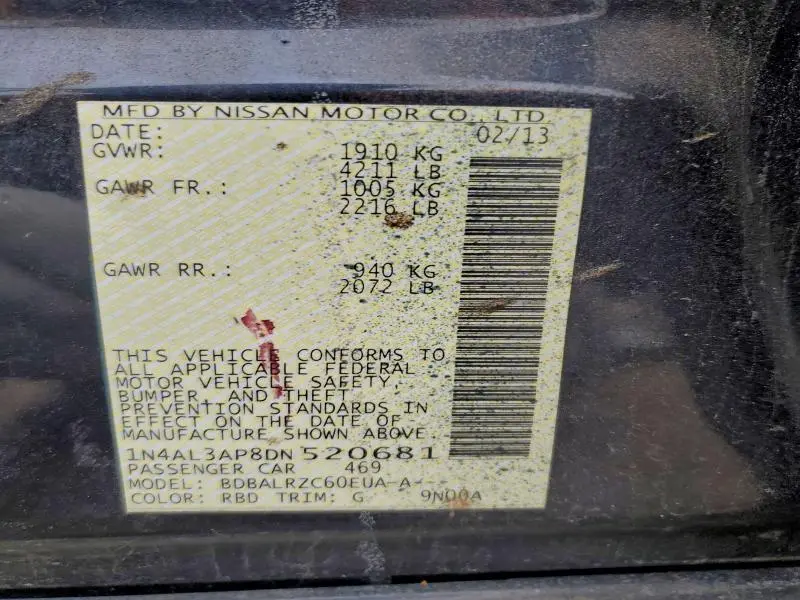 MFD BY NISSAN MOTOR CO., LTD.
DATE: 02/13
GVWR: 1910 KG
4211 LB
GAWR FR.: 1005 KG
2216 LB
GAWR RR.: 940 KG
2072 LB
THIS VEHICLE CONFORMS TO
ALL APPLICABLE FEDERAL
MOTOR VEHICLE SAFETY,
BUMPER, AND THEFT
PREVENTION STANDARDS IN
EFFECT ON THE DATE OF
MANUFACTURE SHOWN ABOVE.
1N4AL3AP8DN520681
PASSENGER CAR 469
MODEL: BDBALRZC60EUA-A-
COLOR: RBD TRIM: G 9N00A